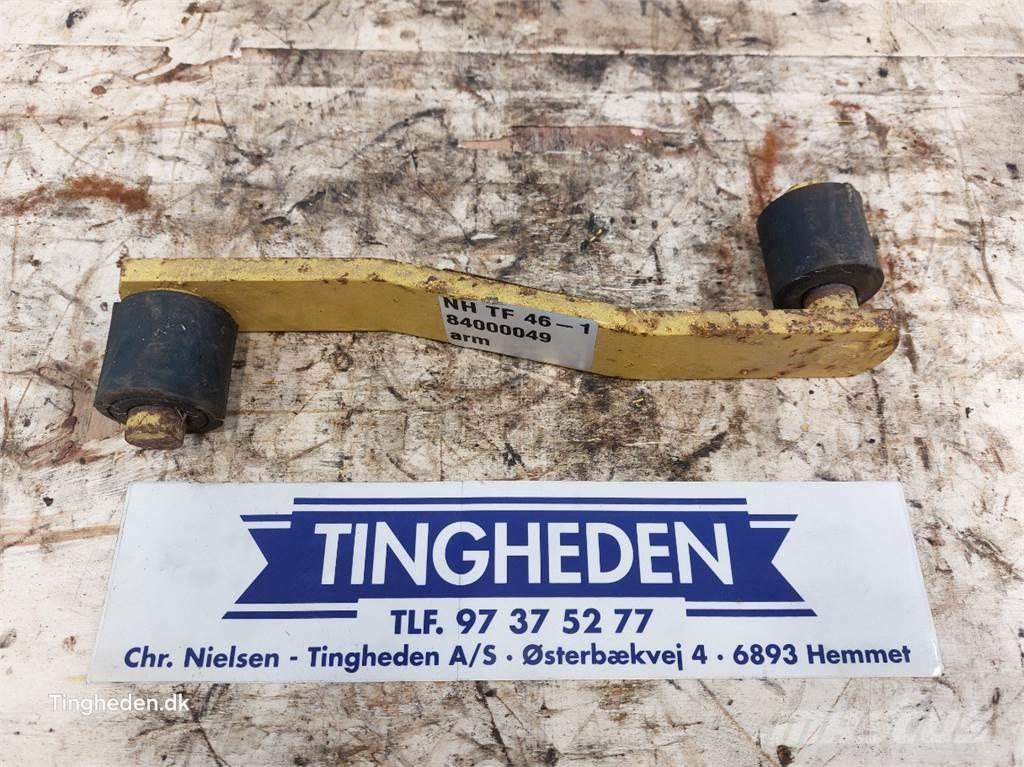 NH TF 46-1
84000049
arm
TINGHEDEN
TLF. 97 37 52 77
Chr. Nielsen - Tingheden A/S · Østerbækvej 4 · 6893 Hemmet
Tingheden.dk
MASCUS